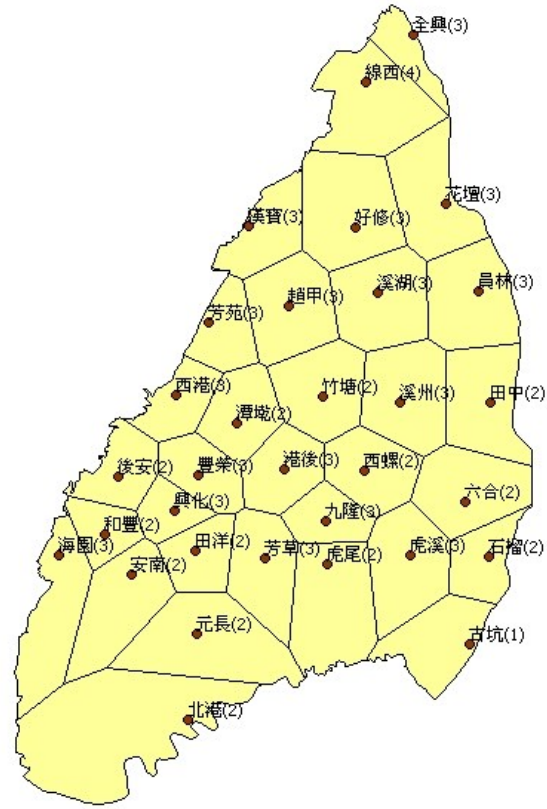 全興(3)
線西(4)
花壇(3)
漢寶(3)
好修(3)
溪湖(3)
員林(3)
趙甲(3)
芳苑(3)
西港(3)
竹塘(2)
溪州(3)
田中(2)
潭墘(2)
後安(2)
豐榮(3)
港後(3)
西螺(2)
六合(2)
興化(3)
九隆(3)
和豐(2)
海園(3)
安南(2)
田洋(2)
芳草(3)
虎尾(2)
虎溪(3)
石榴(2)
元長(2)
古坑(1)
北港(2)